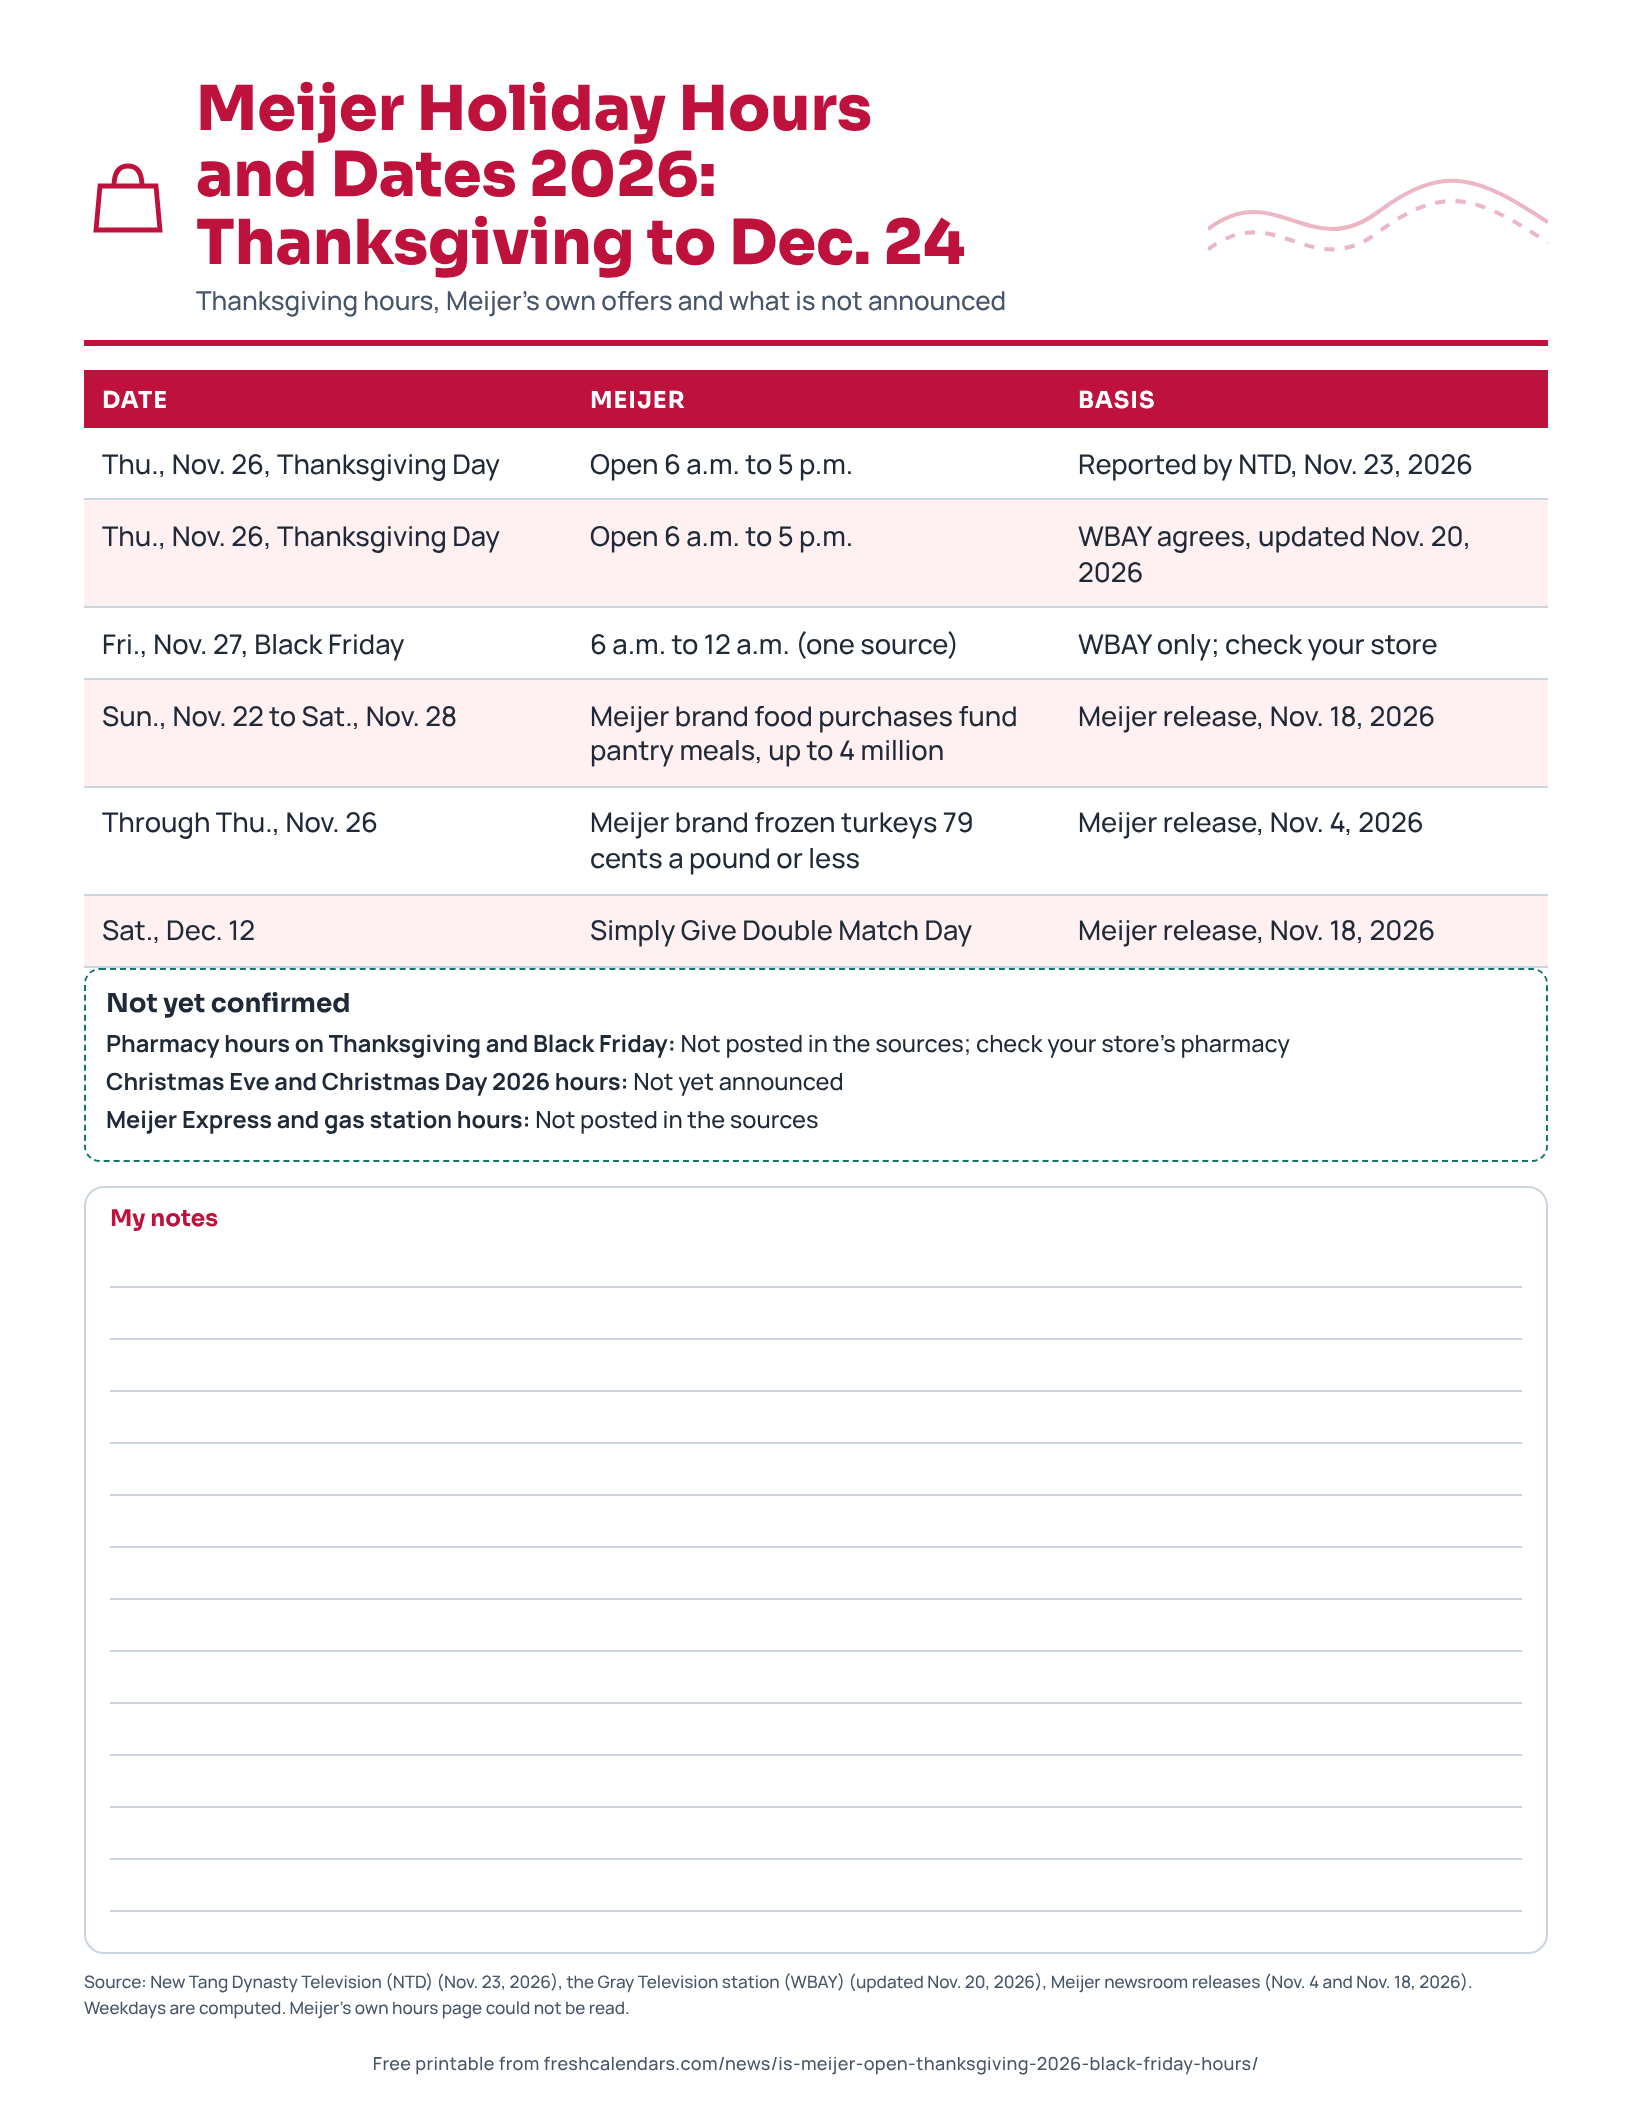 Meijer Holiday Hours
and Dates 2026:
Thanksgiving to Dec. 24
Thanksgiving hours, Meijer's own offers and what is not announced
DATE MEIJER BASIS
Thu., Nov. 26, Thanksgiving Day Open 6 a.m. to 5 p.m. Reported by NTD, Nov. 23, 2026
Thu., Nov. 26, Thanksgiving Day Open 6 a.m. to 5 p.m. WBAY agrees, updated Nov. 20,
2026
Fri., Nov. 27, Black Friday 6 a.m. to 12 a.m. (one source) WBAY only; check your store
Sun., Nov. 22 to Sat., Nov. 28 Meijer brand food purchases fund Meijer release, Nov. 18, 2026
pantry meals, up to 4 million
Through Thu., Nov. 26 Meijer brand frozen turkeys 79 Meijer release, Nov. 4, 2026
cents a pound or less
Sat., Dec. 12 Simply Give Double Match Day Meijer release, Nov. 18, 2026
Not yet confirmed
Pharmacy hours on Thanksgiving and Black Friday: Not posted in the sources; check your store's pharmacy
Christmas Eve and Christmas Day 2026 hours: Not yet announced
Meijer Express and gas station hours: Not posted in the sources
My notes
Source: New Tang Dynasty Television (NTD) (Nov. 23, 2026), the Gray Television station (WBAY) (updated Nov. 20, 2026), Meijer newsroom releases (Nov. 4 and Nov. 18, 2026).
Weekdays are computed. Meijer's own hours page could not be read.
Free printable from freshcalendars.com/news/is-meijer-open-thanksgiving-2026-black-friday-hours/